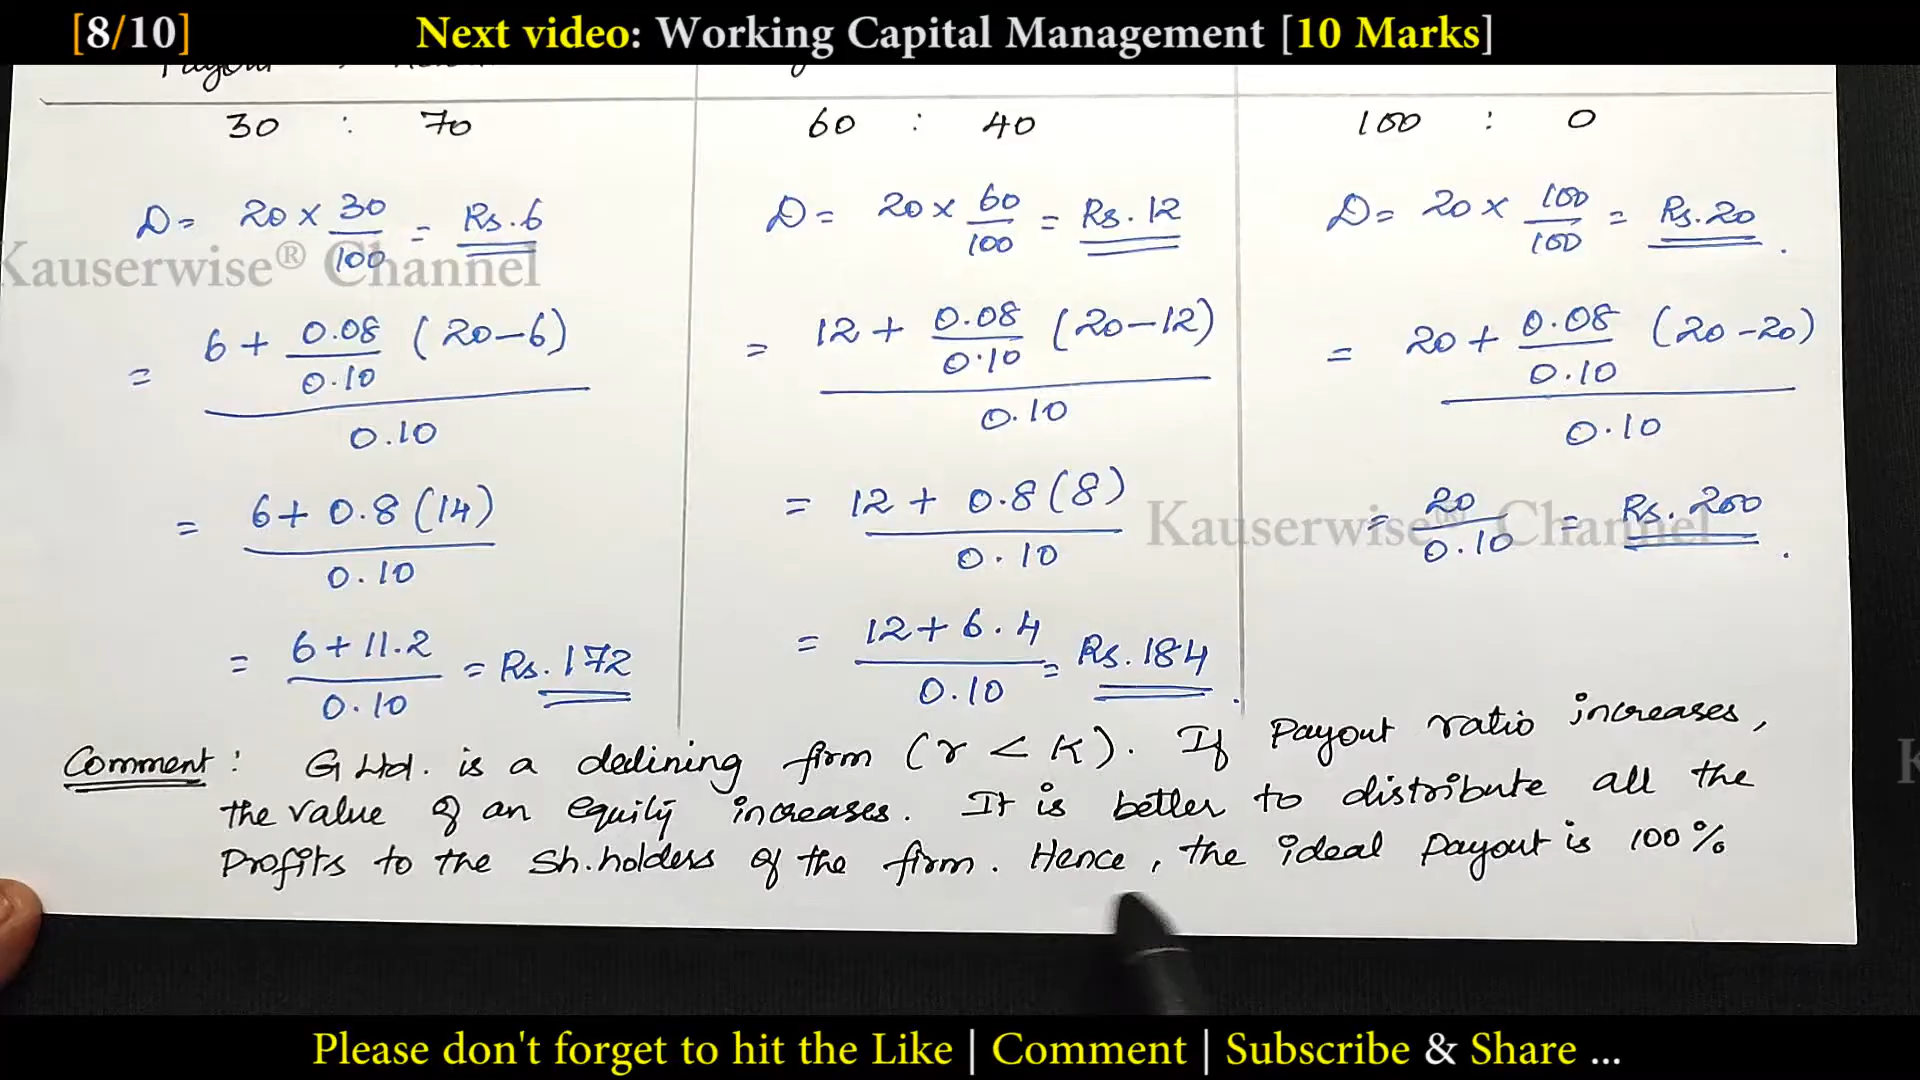 [8/10] Next video: Working Capital Management [10 Marks]
Payout
30 : 70
D = 20 × 30/100 = Rs. 6
= 6 + 0.08/0.10 (20-6) / 0.10
= 6 + 0.8 (14) / 0.10
= 6 + 11.2 / 0.10 = Rs. 172
60 : 40
D = 20 × 60/100 = Rs. 12
= 12 + 0.08/0.10 (20-12) / 0.10
= 12 + 0.8 (8) / 0.10
= 12 + 6.4 / 0.10 = Rs. 184.
100 : 0
D = 20 × 100/100 = Rs. 20.
= 20 + 0.08/0.10 (20-20) / 0.10
= 20 / 0.10 = Rs. 200.
Kauserwise® Channel
Kauserwise® Channel
Comment: G Ltd. is a declining firm (r < K). If Payout ratio increases,
the value of an equity increases. It is better to distribute all the
Profits to the Sh.holders of the firm. Hence, the ideal Payout is 100%
Please don't forget to hit the Like | Comment | Subscribe & Share ...